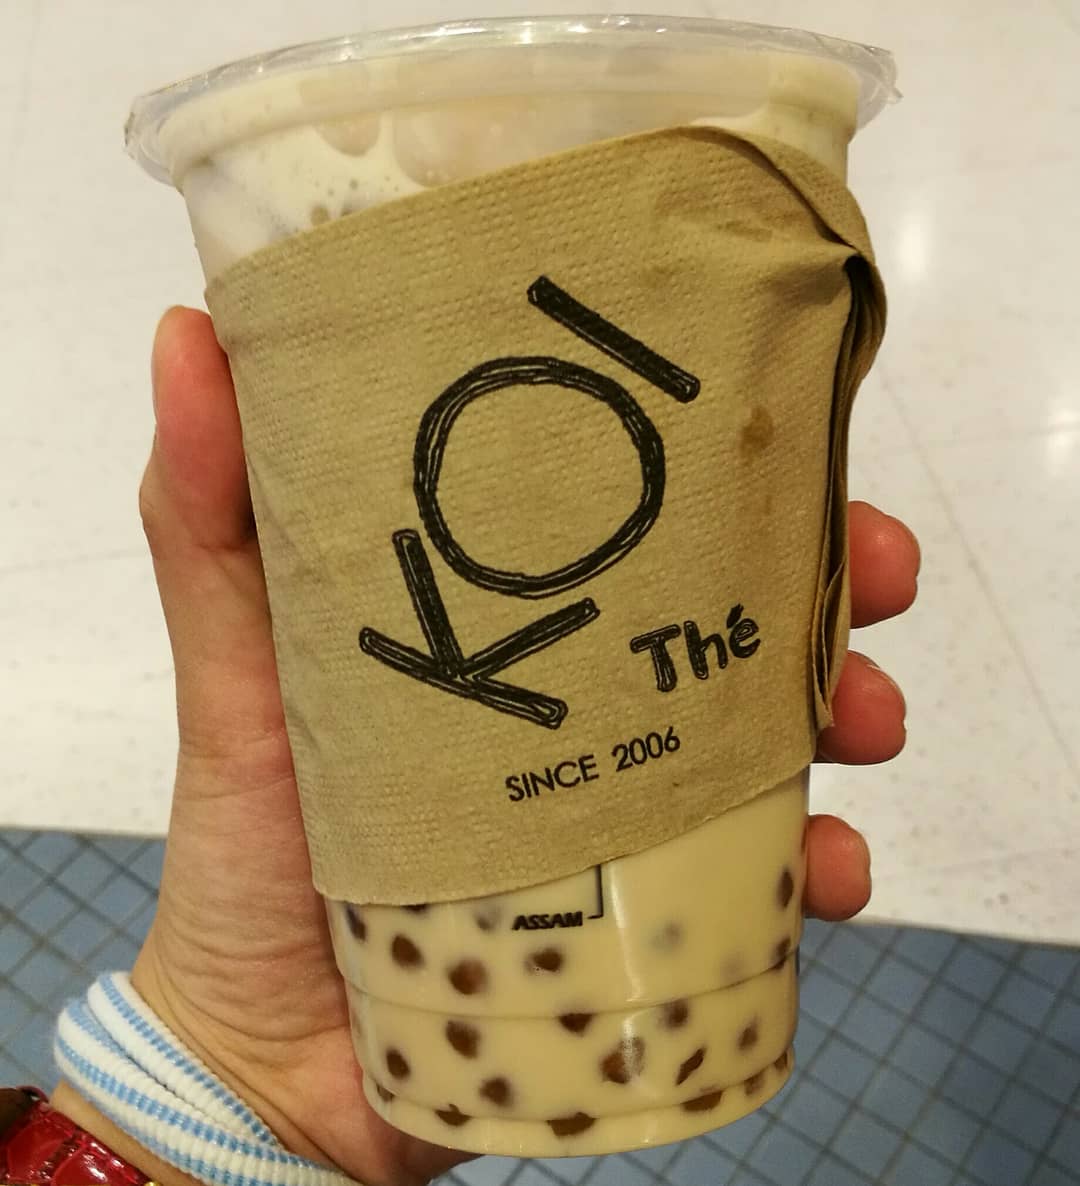 KOI
Thé
SINCE 2006
ASSAM